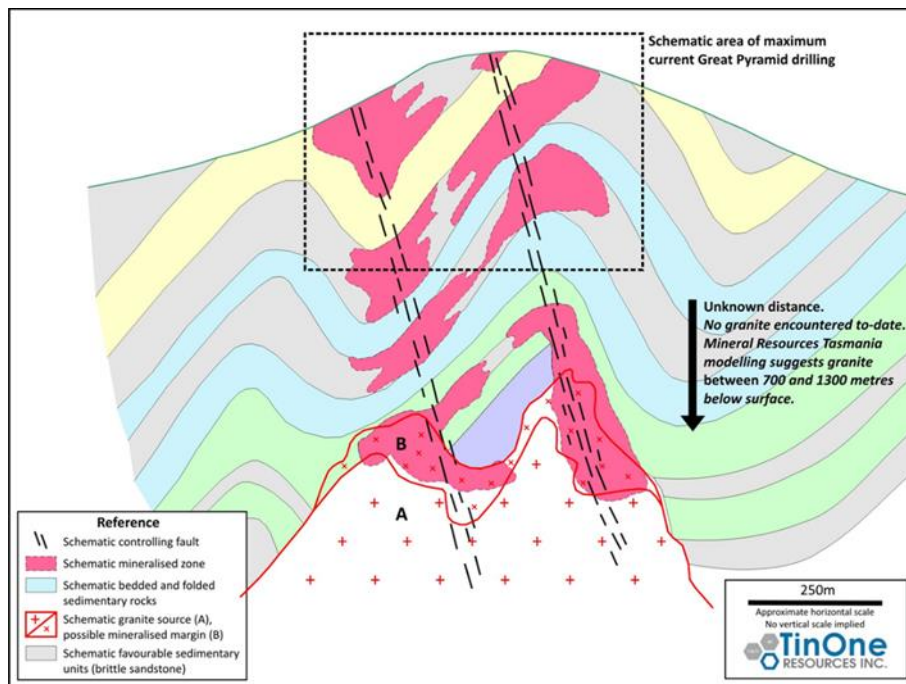 Schematic area of maximum
current Great Pyramid drilling
Unknown distance.
No granite encountered to-date.
Mineral Resources Tasmania
modelling suggests granite
between 700 and 1300 metres
below surface.
B
A
Reference
Schematic controlling fault
Schematic mineralised zone
Schematic bedded and folded
sedimentary rocks
Schematic granite source (A),
possible mineralised margin (B)
Schematic favourable sedimentary
units (brittle sandstone)
250m
Approximate horizontal scale
No vertical scale implied
TinOne
RESOURCES INC.